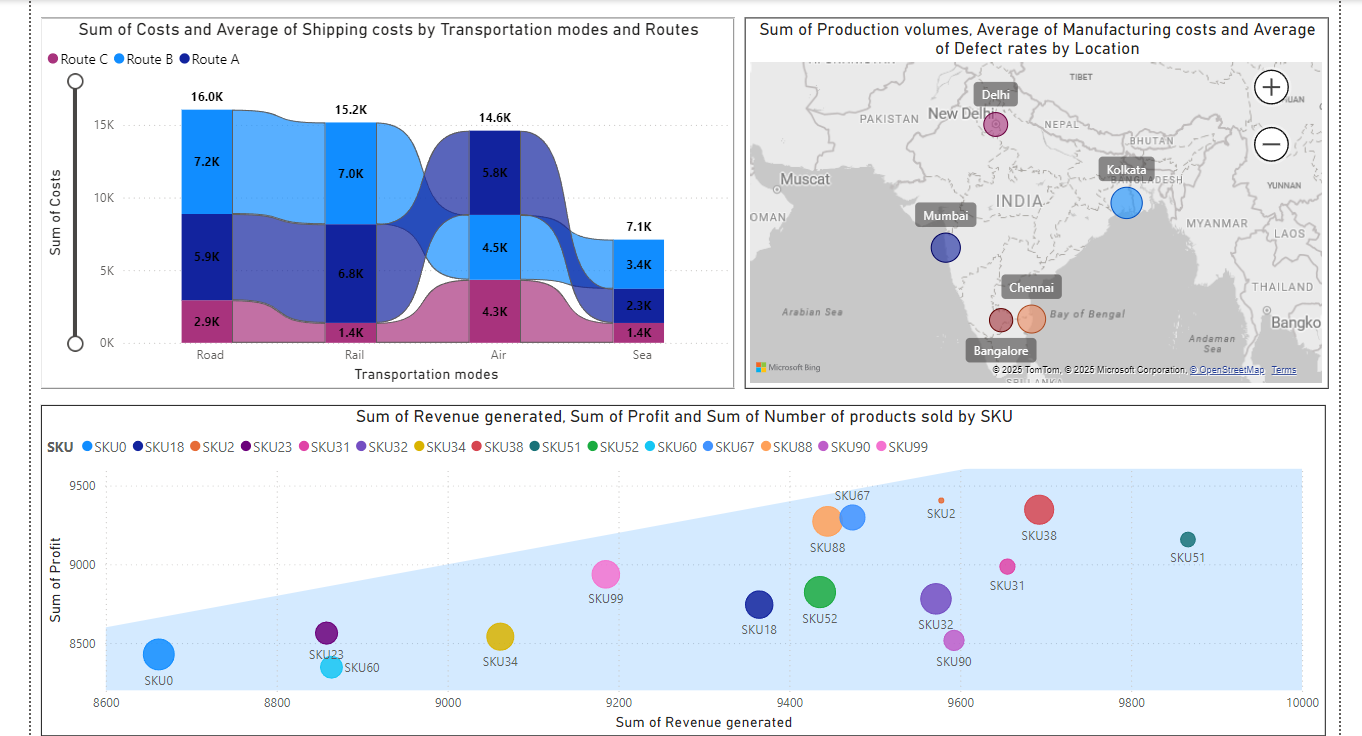 Sum of Costs and Average of Shipping costs by Transportation modes and Routes
Route C Route B Route A
Sum of Costs
15K
10K
5K
0K
16.0K
7.2K
5.9K
2.9K
15.2K
7.0K
6.8K
1.4K
14.6K
5.8K
4.5K
4.3K
7.1K
3.4K
2.3K
1.4K
Road Rail Air Sea
Transportation modes
Sum of Production volumes, Average of Manufacturing costs and Average
of Defect rates by Location
TIBET
Delhi
New Delhi
PAKISTAN
NEPAL
BHUTAN
Kolkata
BANGLADESH
Muscat
YUNNAN
INDIA
OMAN
Mumbai
MYANMAR
LAOS
Chennai
THAILAND
Arabian Sea
Bay of Bengal
Bangko
Andaman
Sea
Bangalore
Microsoft Bing
© 2025 TomTom, © 2025 Microsoft Corporation, © OpenStreetMap Terms
Sum of Revenue generated, Sum of Profit and Sum of Number of products sold by SKU
SKU SKU0 SKU18 SKU2 SKU23 SKU31 SKU32 SKU34 SKU38 SKU51 SKU52 SKU60 SKU67 SKU88 SKU90 SKU99
Sum of Profit
9500
9000
8500
SKU67
SKU2
SKU38
SKU88
SKU51
SKU31
SKU99
SKU52
SKU32
SKU18
SKU23
SKU34
SKU90
SKU60
SKU0
8600 8800 9000 9200 9400 9600 9800 10000
Sum of Revenue generated